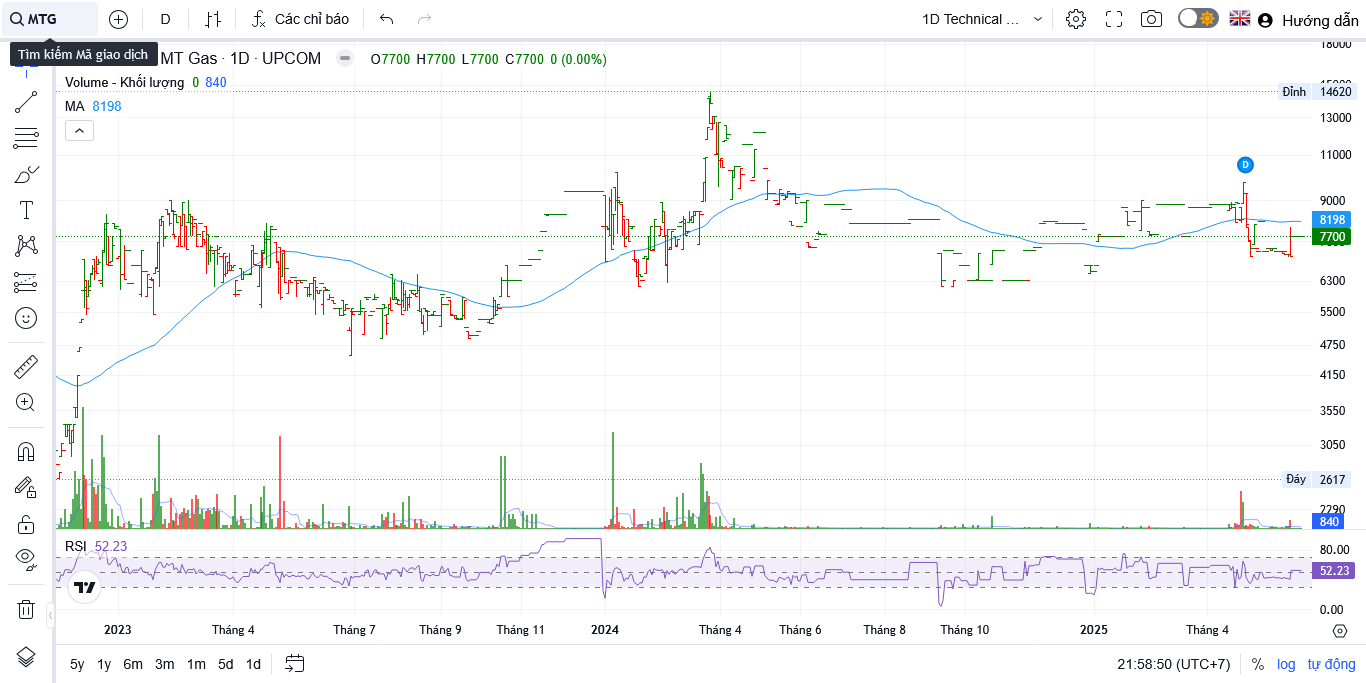 MTG
D
Các chỉ báo
1D Technical ...
Hướng dẫn
Tìm kiếm Mã giao dịch
MT Gas · 1D · UPCOM
O7700 H7700 L7700 C7700 0 (0.00%)
Volume - Khối lượng 0 840
MA 8198
18000
Đỉnh 14620
13000
11000
D
9000
8198
7700
6300
5500
4750
4150
3550
3050
Đáy 2617
2290
840
RSI 52.23
80.00
52.23
0.00
2023 Tháng 4 Tháng 7 Tháng 9 Tháng 11 2024 Tháng 4 Tháng 6 Tháng 8 Tháng 10 2025 Tháng 4
5y 1y 6m 3m 1m 5d 1d
21:58:50 (UTC+7) % log tự động